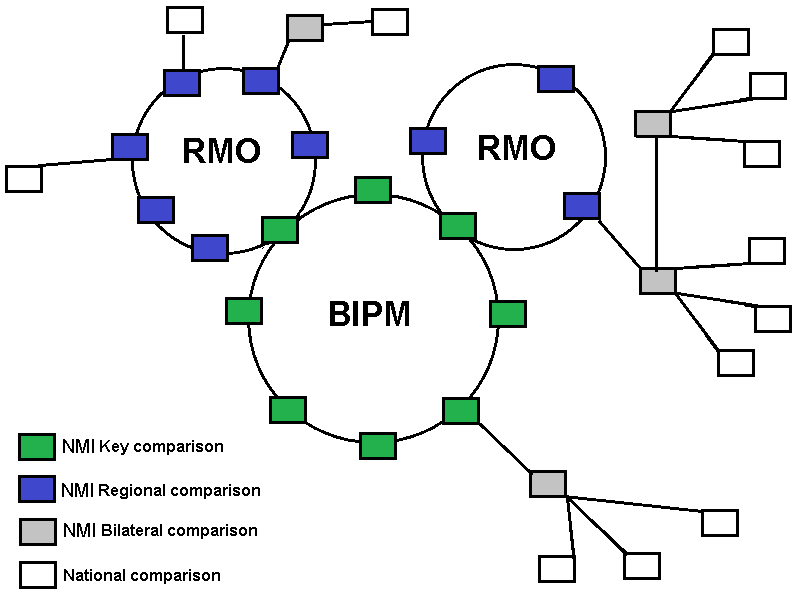 RMO
RMO
BIPM
NMI Key comparison
NMI Regional comparison
NMI Bilateral comparison
National comparison